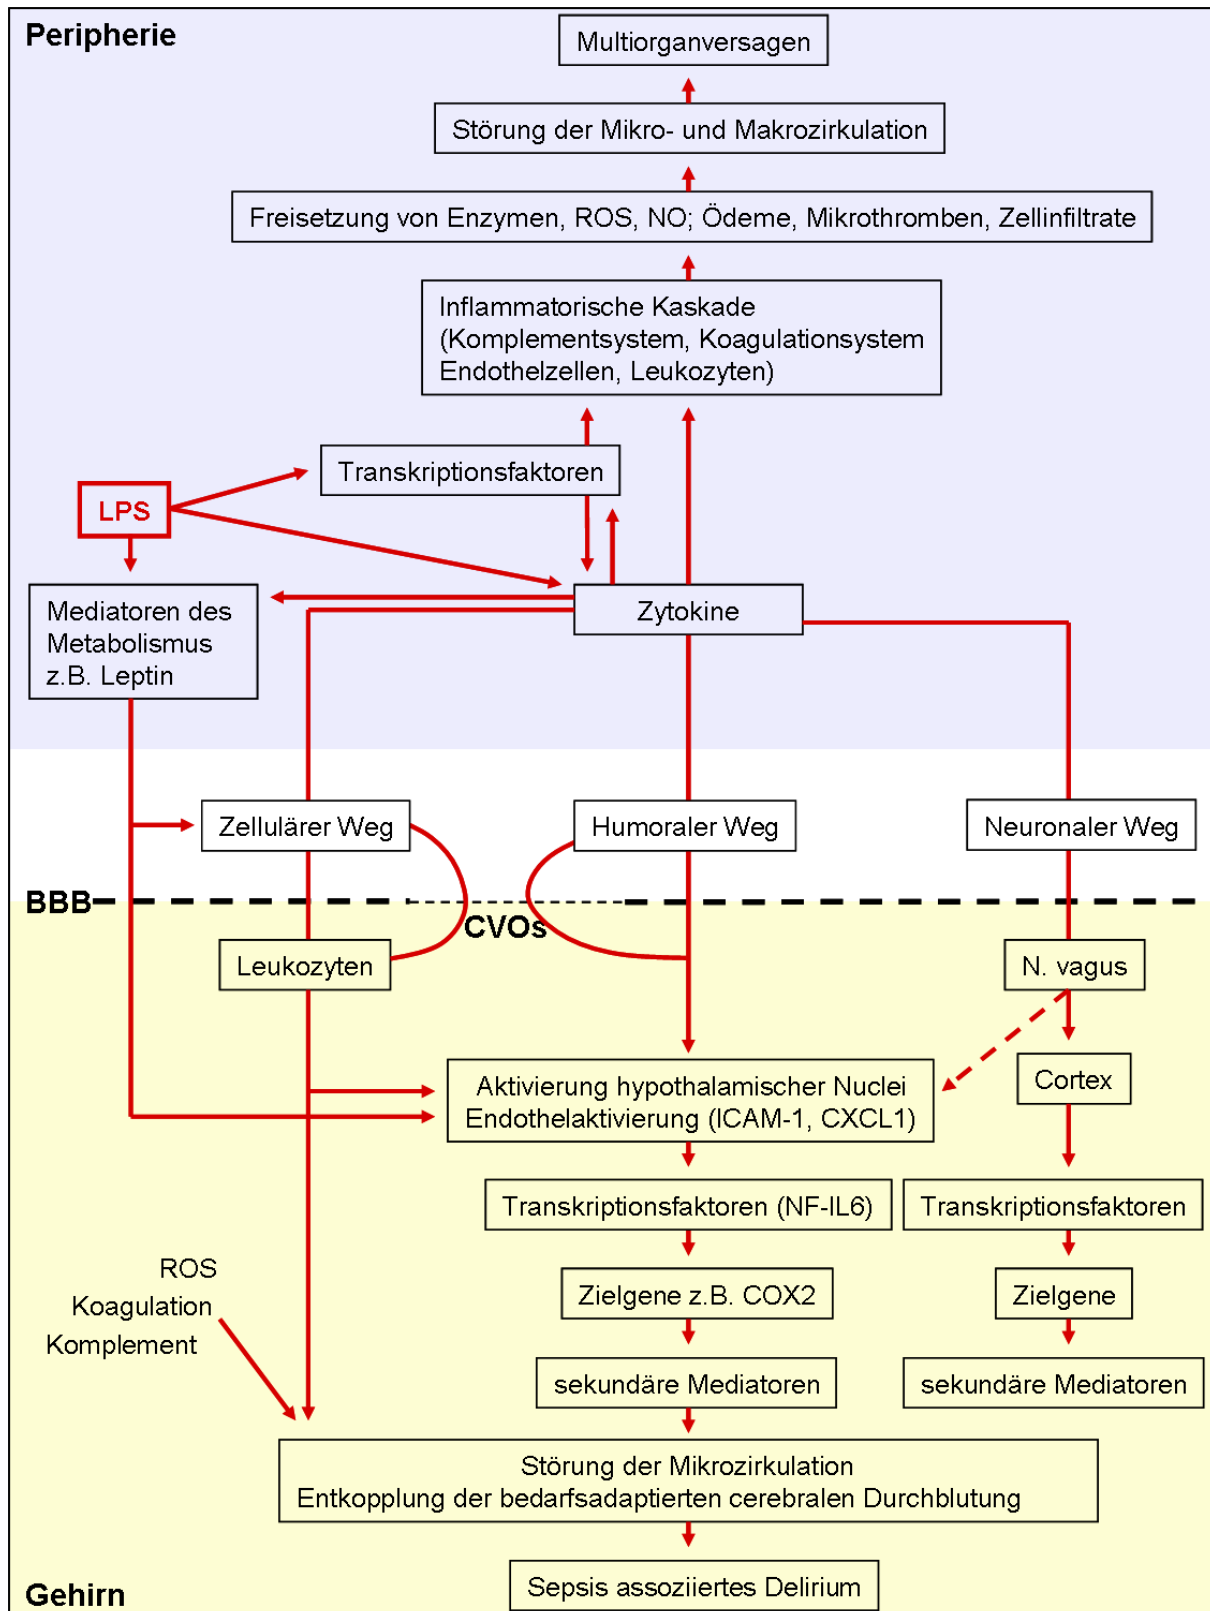 Peripherie
Multiorganversagen
Störung der Mikro- und Makrozirkulation
Freisetzung von Enzymen, ROS, NO; Ödeme, Mikrothromben, Zellinfiltrate
Inflammatorische Kaskade
(Komplementsystem, Koagulationsystem
Endothelzellen, Leukozyten)
Transkriptionsfaktoren
LPS
Mediatoren des
Metabolismus
z.B. Leptin
Zytokine
Zellulärer Weg
Humoraler Weg
Neuronaler Weg
BBB
CVOs
Leukozyten
N. vagus
Aktivierung hypothalamischer Nuclei
Endothelaktivierung (ICAM-1, CXCL1)
Cortex
Transkriptionsfaktoren (NF-IL6)
Transkriptionsfaktoren
ROS
Koagulation
Komplement
Zielgene z.B. COX2
Zielgene
sekundäre Mediatoren
sekundäre Mediatoren
Störung der Mikrozirkulation
Entkopplung der bedarfsadaptierten cerebralen Durchblutung
Sepsis assoziiertes Delirium
Gehirn